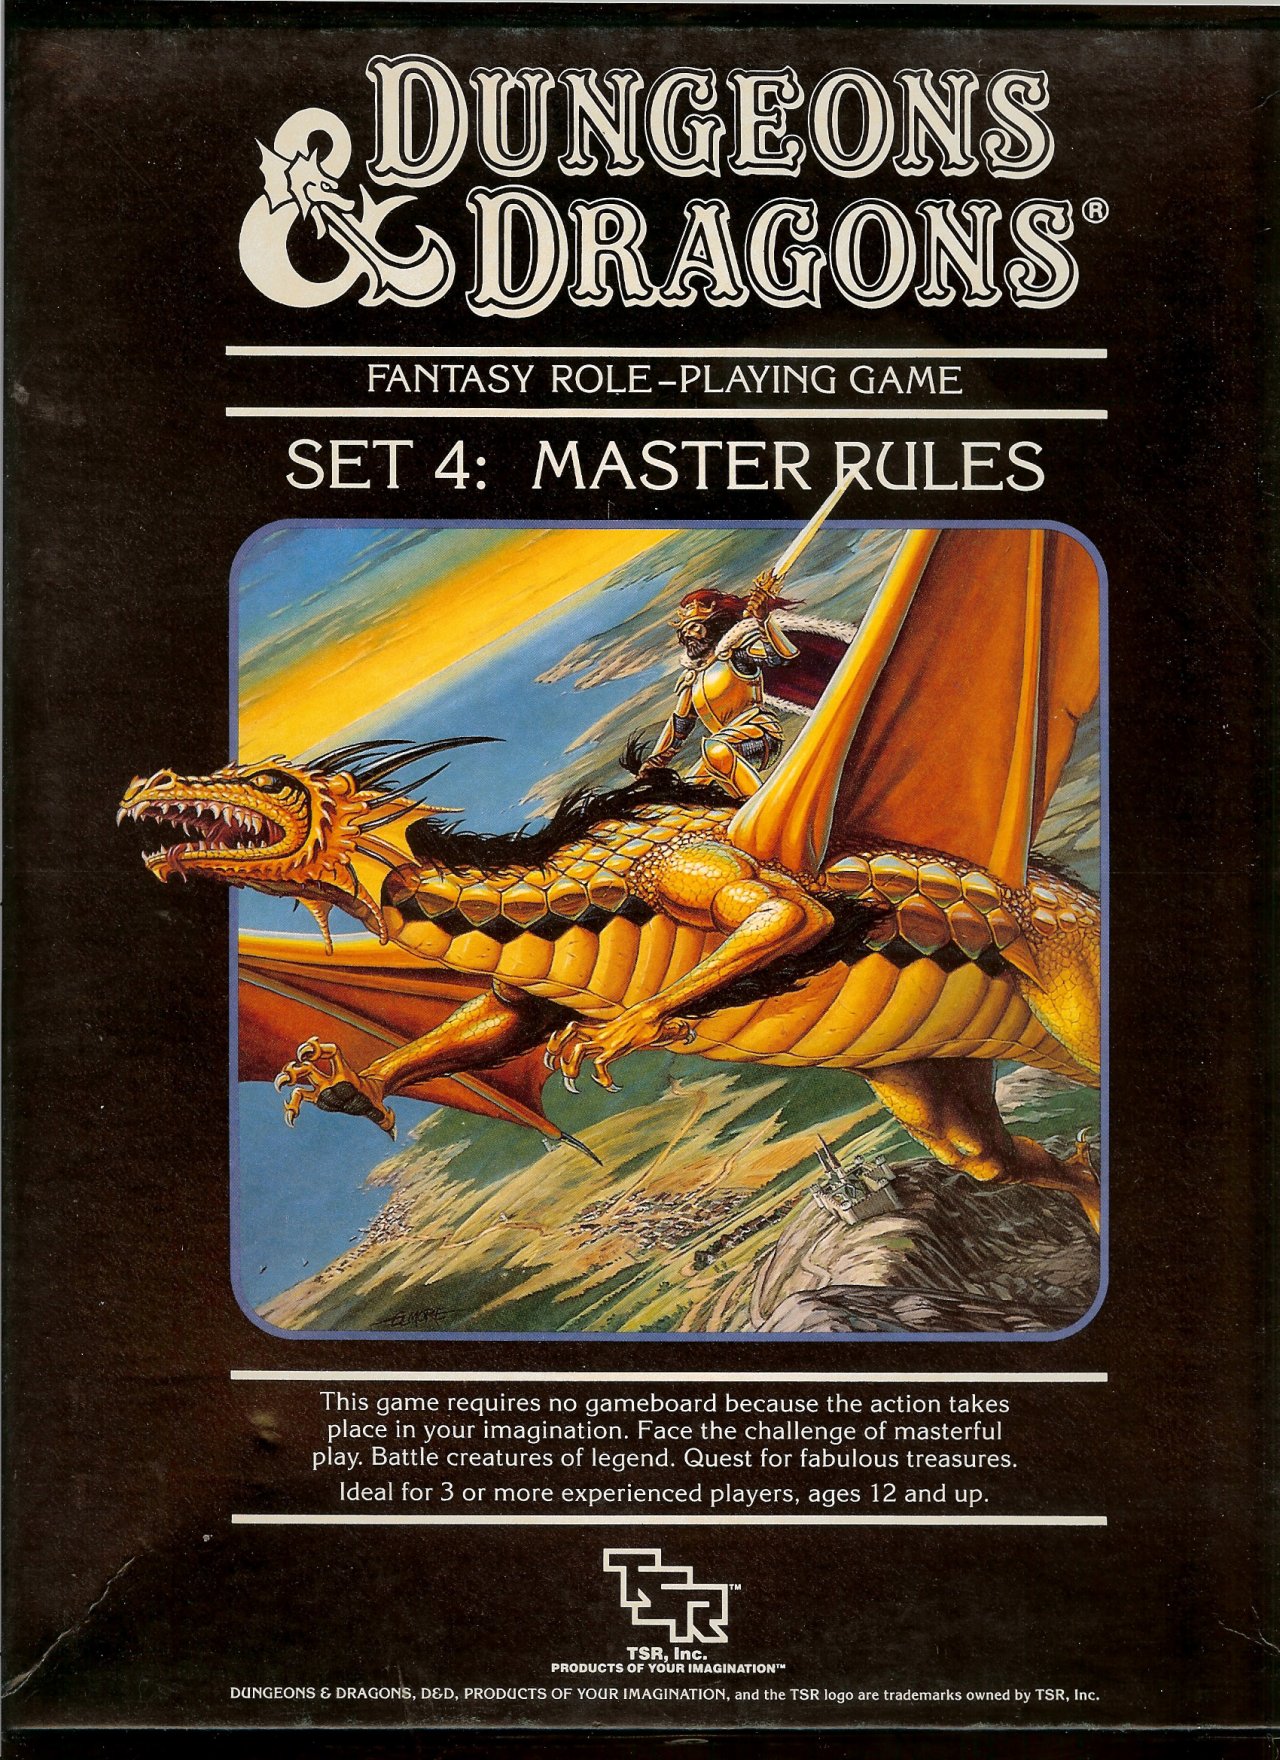 DUNGEONS
& DRAGONS®
FANTASY ROLE-PLAYING GAME
SET 4: MASTER RULES
ELMORE
This game requires no gameboard because the action takes
place in your imagination. Face the challenge of masterful
play. Battle creatures of legend. Quest for fabulous treasures.
Ideal for 3 or more experienced players, ages 12 and up.
TSR™
TSR, Inc.
PRODUCTS OF YOUR IMAGINATION™
DUNGEONS & DRAGONS, D&D, PRODUCTS OF YOUR IMAGINATION, and the TSR logo are trademarks owned by TSR, Inc.